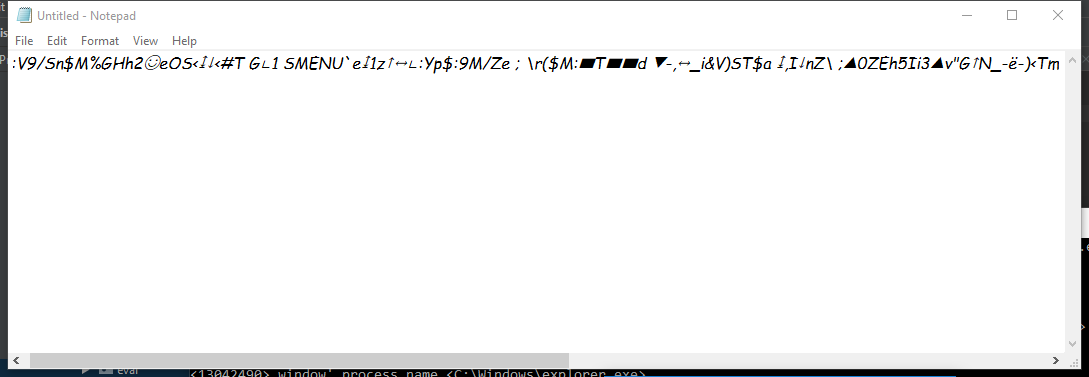 Untitled - Notepad
File Edit Format View Help
:V9/Sn$M%GHh2☺eOS<↨↓<#T G∟1 SMENU`e↨1z↑↔∟:Yp$:9M/Ze ; \r($M:▬T▬▬d ▼-,↔_i&V)ST$a ↨,I↓nZ\ ;▲0ZEh5Ii3▲v"G↑N_-ë-)<Tm
eval
<13042490> window' process name <C:\Windows\explorer.exe>